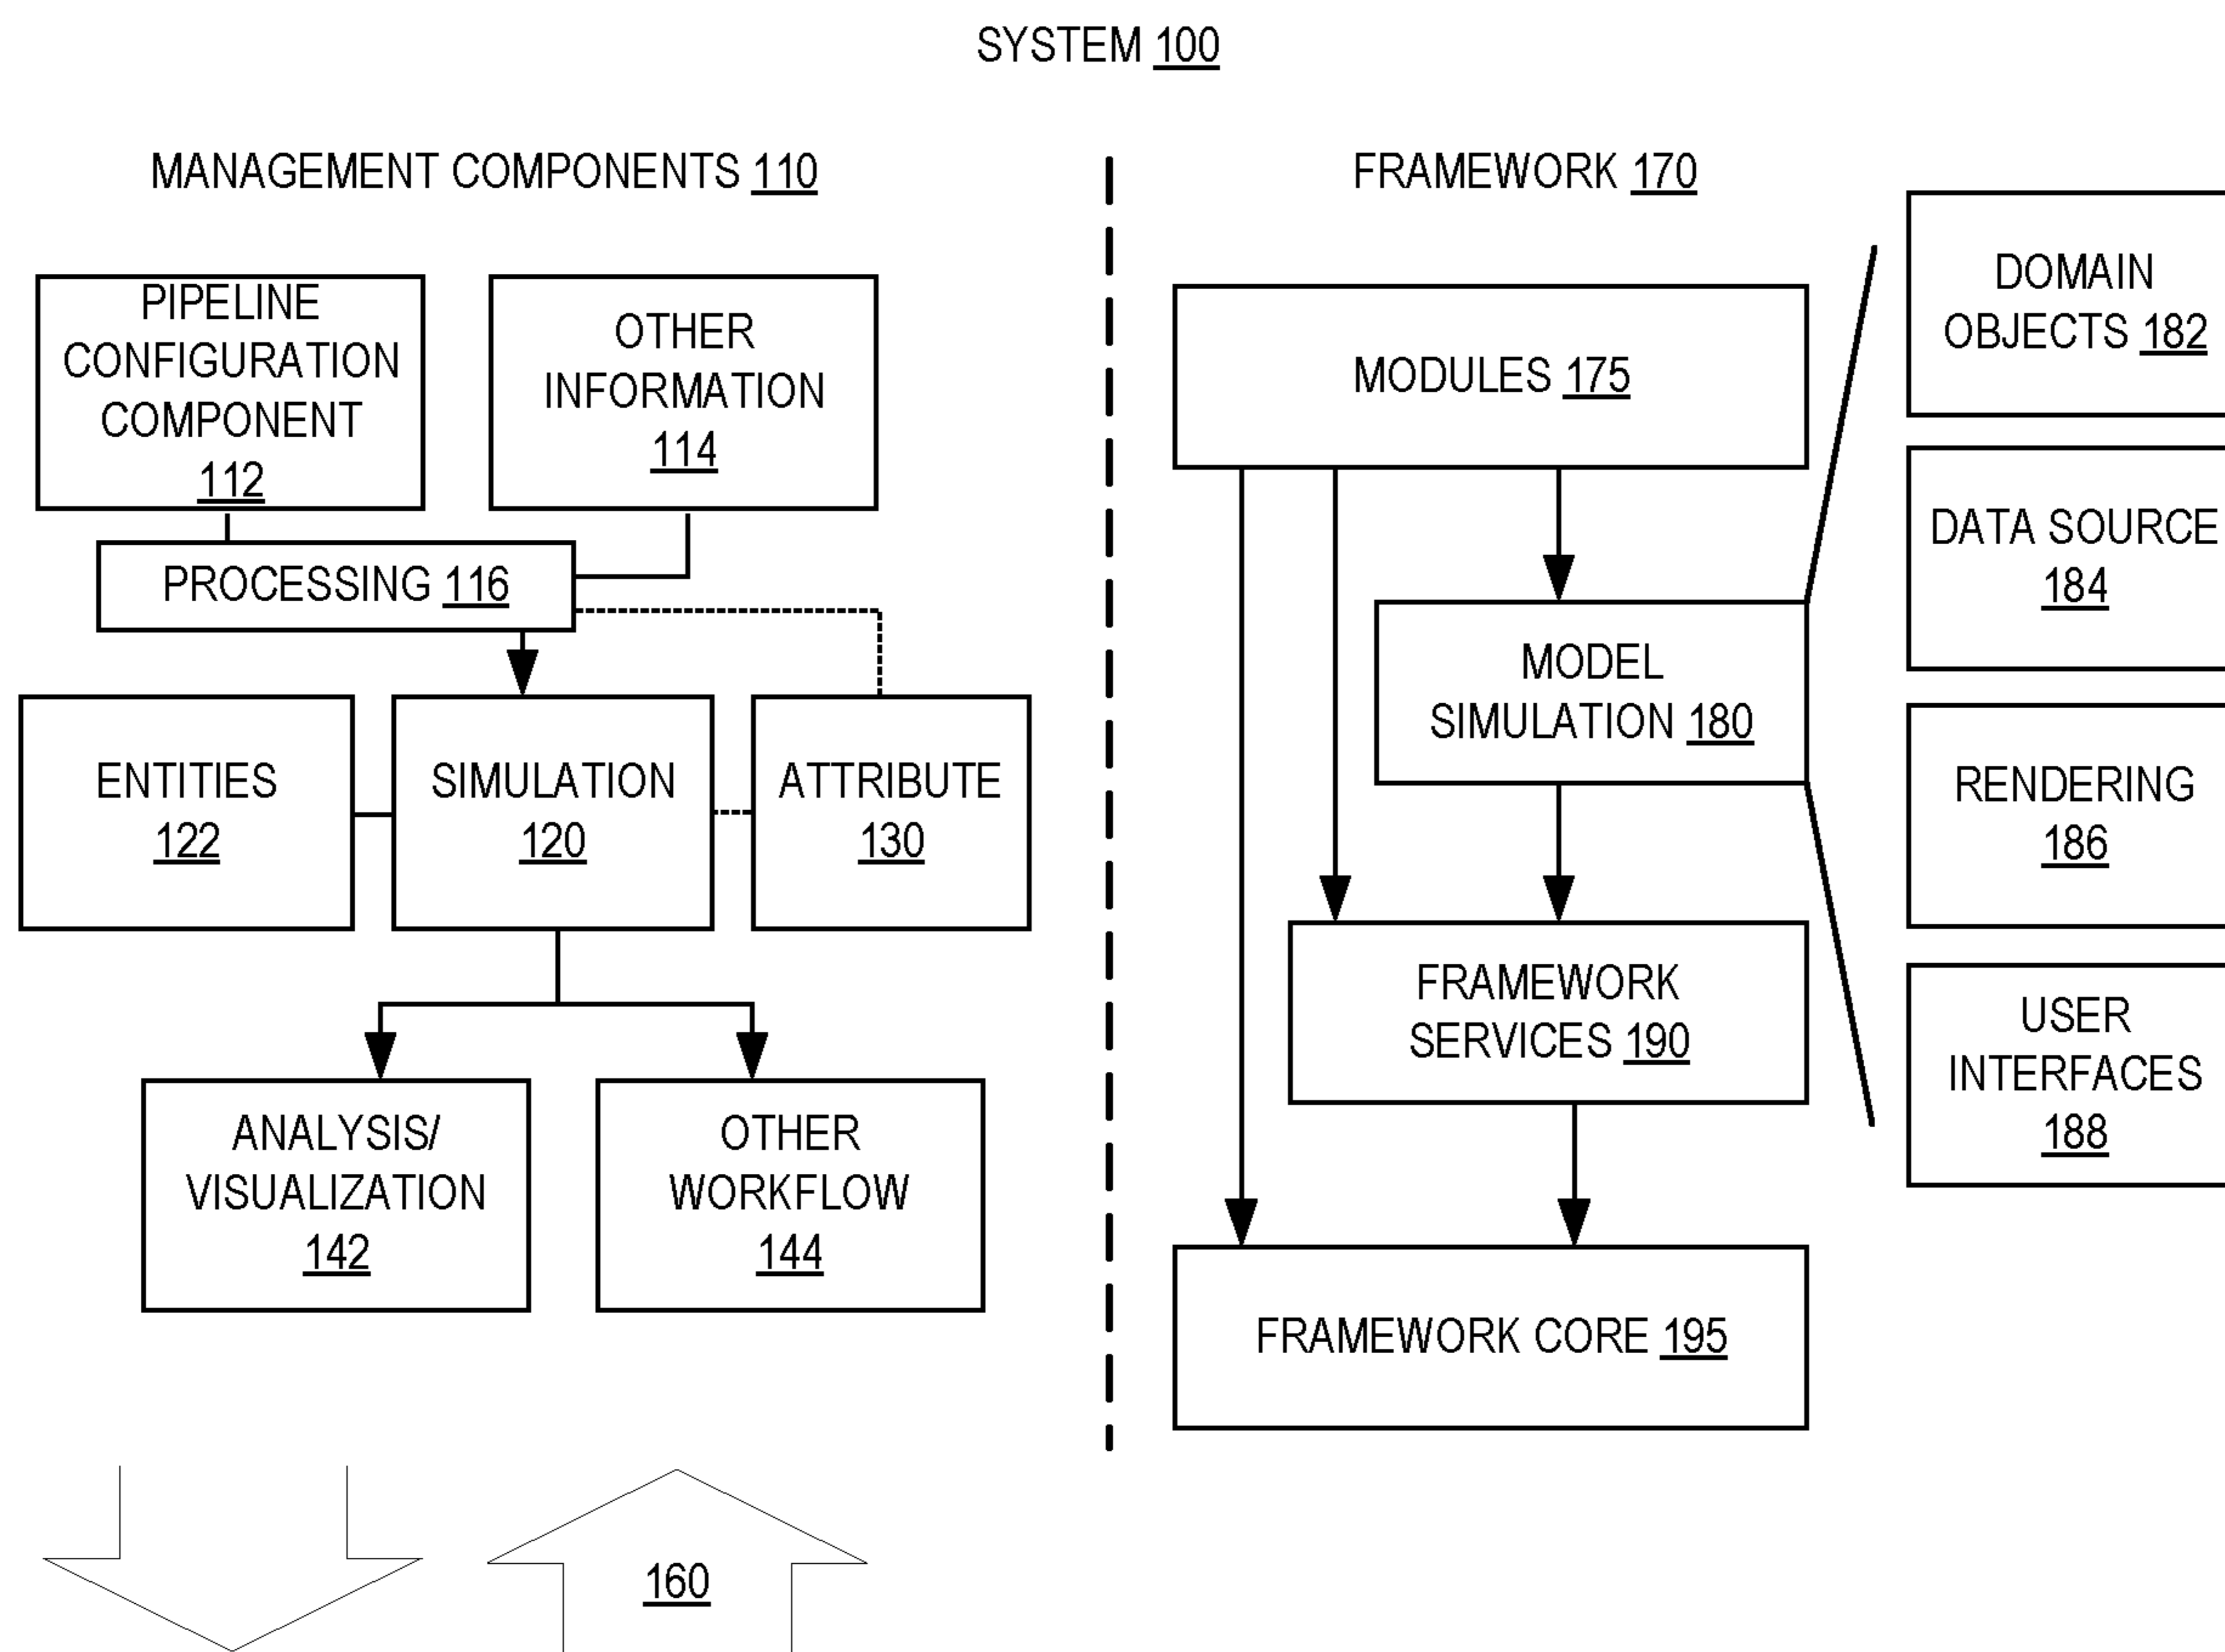 SYSTEM 100
MANAGEMENT COMPONENTS 110
PIPELINE
CONFIGURATION
COMPONENT
112
OTHER
INFORMATION
114
PROCESSING 116
ENTITIES
122
SIMULATION
120
ATTRIBUTE
130
ANALYSIS/
VISUALIZATION
142
OTHER
WORKFLOW
144
160
FRAMEWORK 170
MODULES 175
MODEL
SIMULATION 180
FRAMEWORK
SERVICES 190
FRAMEWORK CORE 195
DOMAIN
OBJECTS 182
DATA SOURCE
184
RENDERING
186
USER
INTERFACES
188